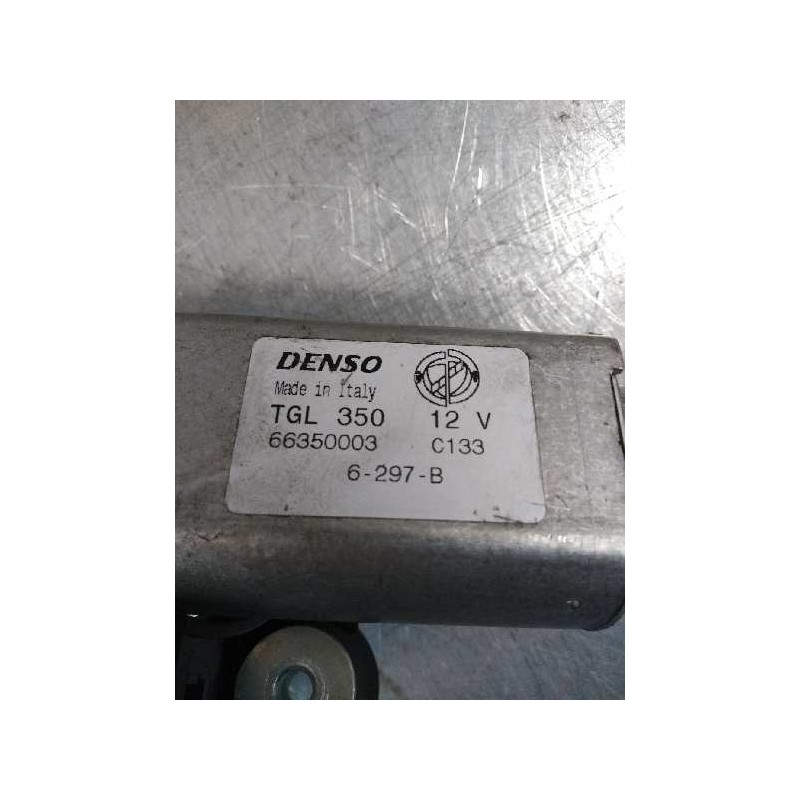 DENSO
Made in Italy
TGL 350 12 V
66350003 C133
6-297-B